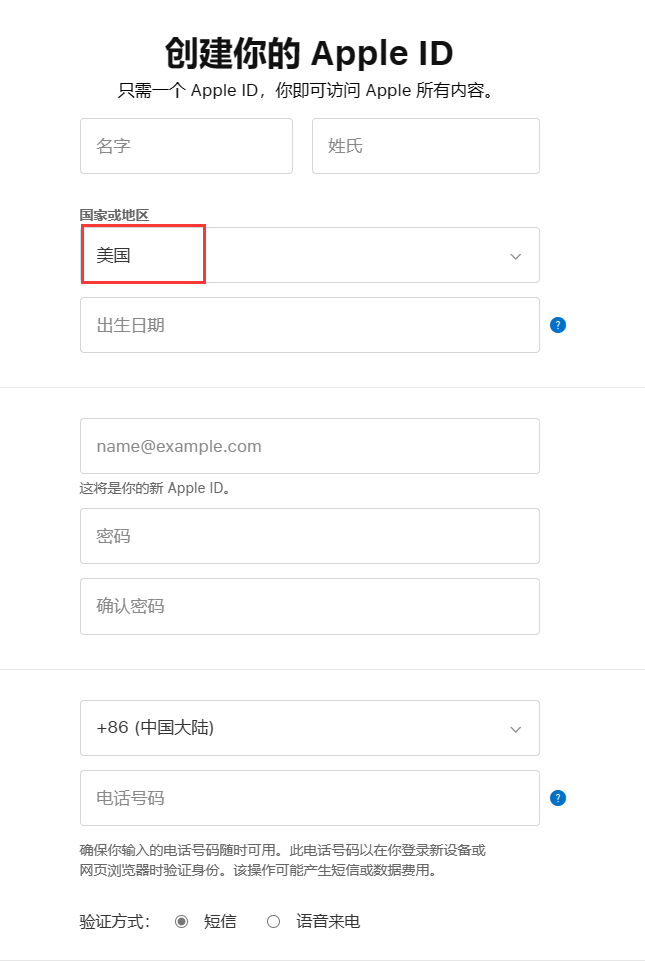 创建你的 Apple ID
只需一个 Apple ID，你即可访问 Apple 所有内容。
名字 姓氏
国家或地区
美国
出生日期 ?
name@example.com
这将是你的新 Apple ID。
密码
确认密码
+86 (中国大陆)
电话号码 ?
确保你输入的电话号码随时可用。此电话号码以在你登录新设备或
网页浏览器时验证身份。该操作可能产生短信或数据费用。
验证方式： 短信 语音来电